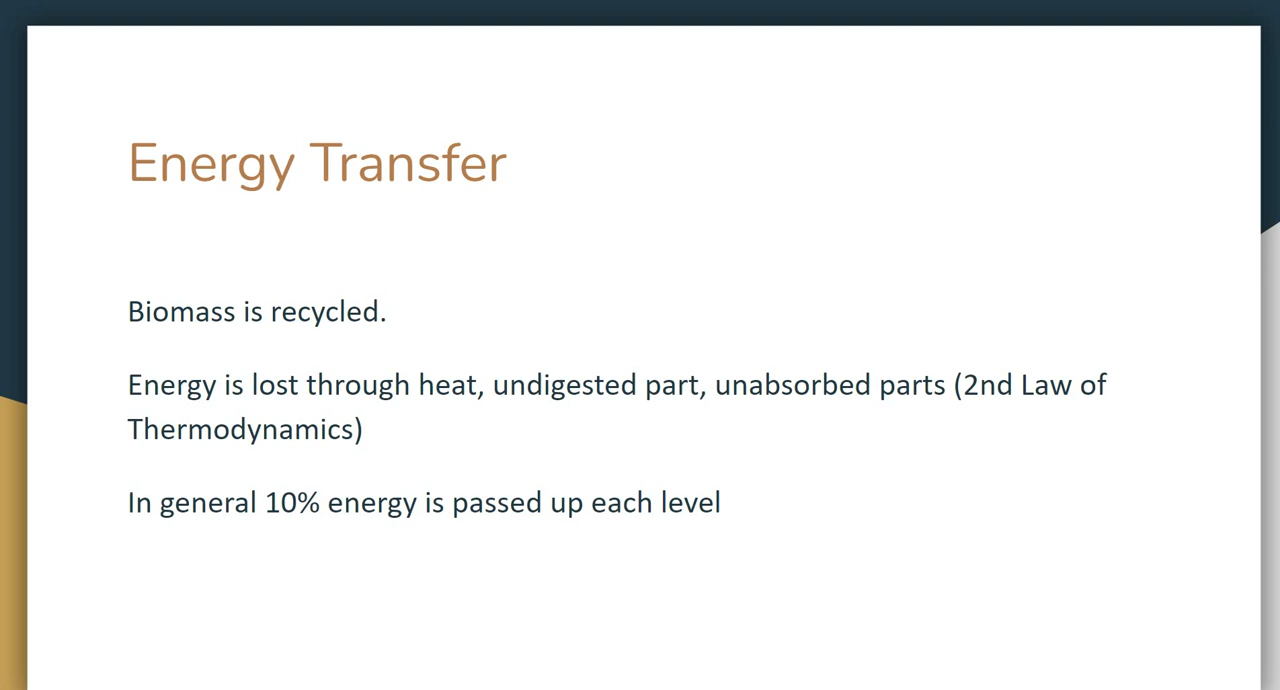 Energy Transfer
Biomass is recycled.
Energy is lost through heat, undigested part, unabsorbed parts (2nd Law of
Thermodynamics)
In general 10% energy is passed up each level